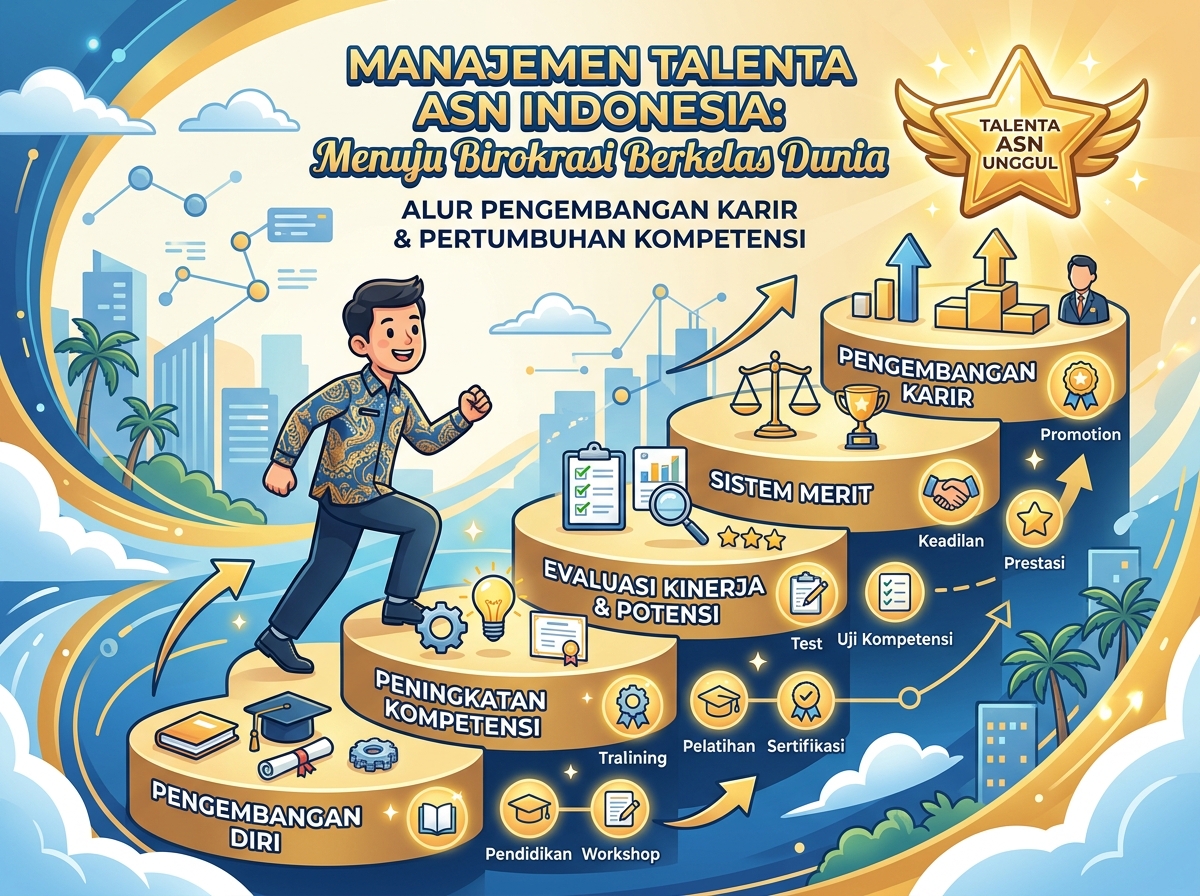 MANAJEMEN TALENTA
ASN INDONESIA:
Menuju Birokrasi Berkelas Dunia
ALUR PENGEMBANGAN KARIR
& PERTUMBUHAN KOMPETENSI
TALENTA
ASN
UNGGUL
PENGEMBANGAN
KARIR
Promotion
SISTEM MERIT
Keadilan
Prestasi
EVALUASI KINERJA
& POTENSI
Test
Uji Kompetensi
PENINGKATAN
KOMPETENSI
Tralining
Pelatihan
Sertifikasi
PENGEMBANGAN
DIRI
Pendidikan
Workshop